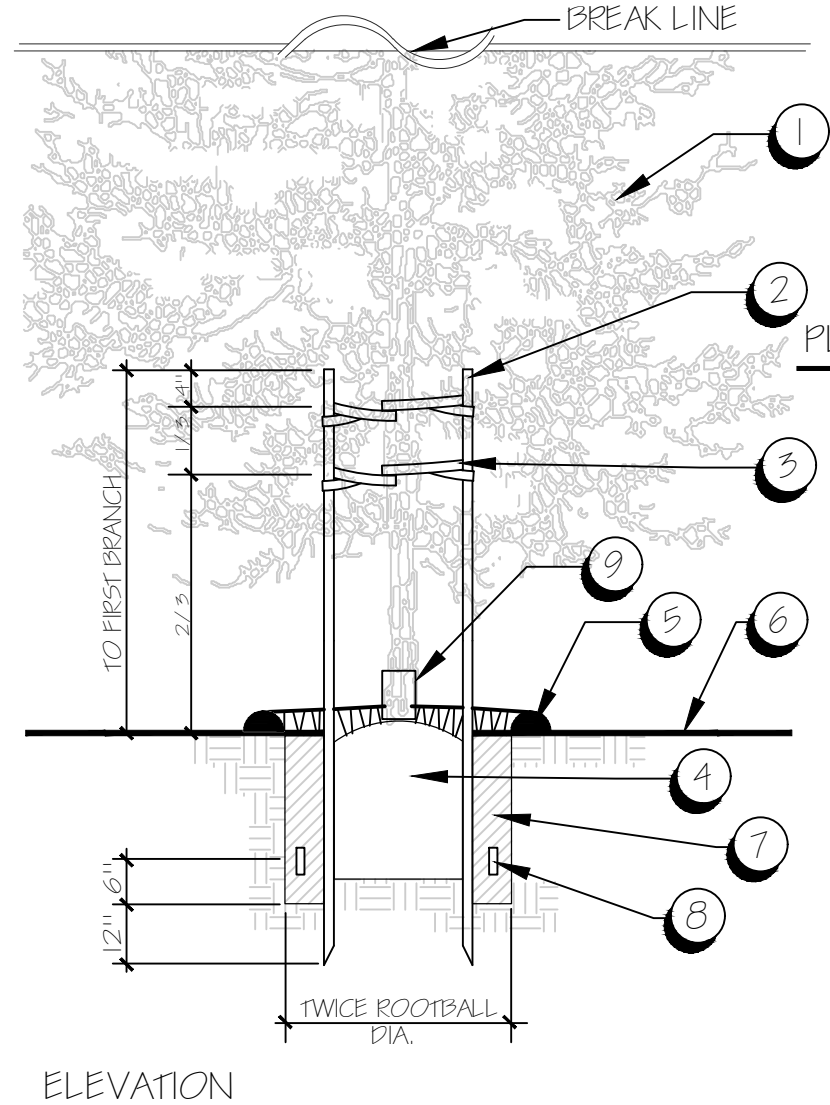 BREAK LINE
1
2
PL
4"
1/3
3
TO FIRST BRANCH
2/3
9
5
6
4
7
6"
8
12"
TWICE ROOTBALL
DIA.
ELEVATION